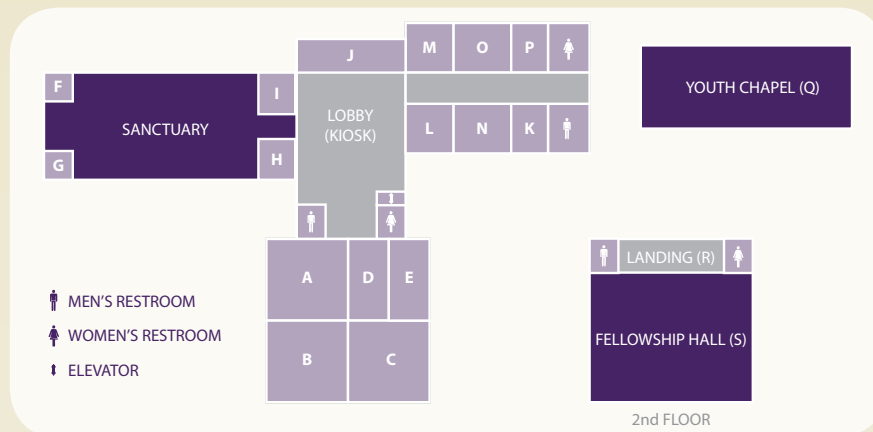 M
O
P
J
F
I
YOUTH CHAPEL (Q)
SANCTUARY
LOBBY
(KIOSK)
L
N
K
G
H
A
D
E
LANDING (R)
MEN'S RESTROOM
WOMEN'S RESTROOM
FELLOWSHIP HALL (S)
B
C
ELEVATOR
2nd FLOOR